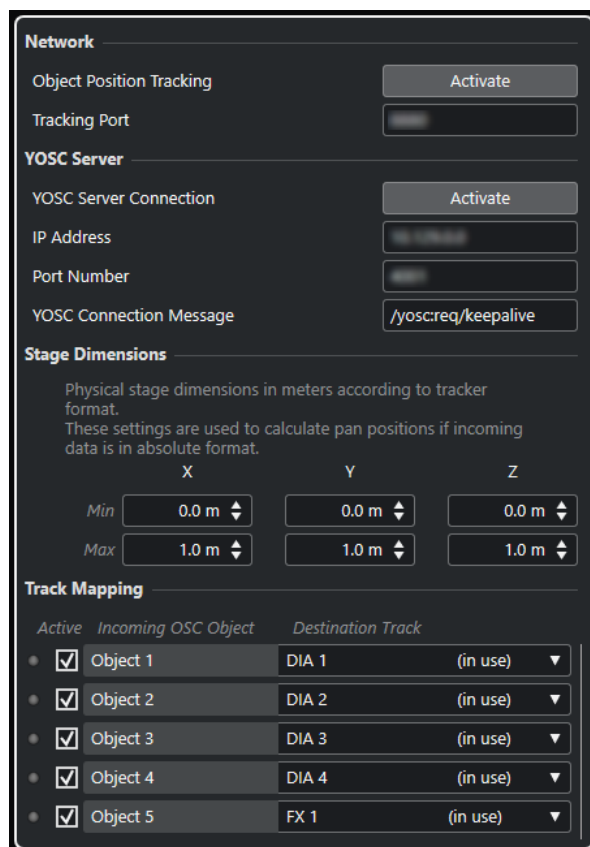 Network
Object Position Tracking Activate
Tracking Port
YOSC Server
YOSC Server Connection Activate
IP Address
Port Number
YOSC Connection Message /yosc:req/keepalive
Stage Dimensions
Physical stage dimensions in meters according to tracker
format.
These settings are used to calculate pan positions if incoming
data is in absolute format.
X Y Z
Min 0.0 m 0.0 m 0.0 m
Max 1.0 m 1.0 m 1.0 m
Track Mapping
Active Incoming OSC Object Destination Track
Object 1 DIA 1 (in use)
Object 2 DIA 2 (in use)
Object 3 DIA 3 (in use)
Object 4 DIA 4 (in use)
Object 5 FX 1 (in use)